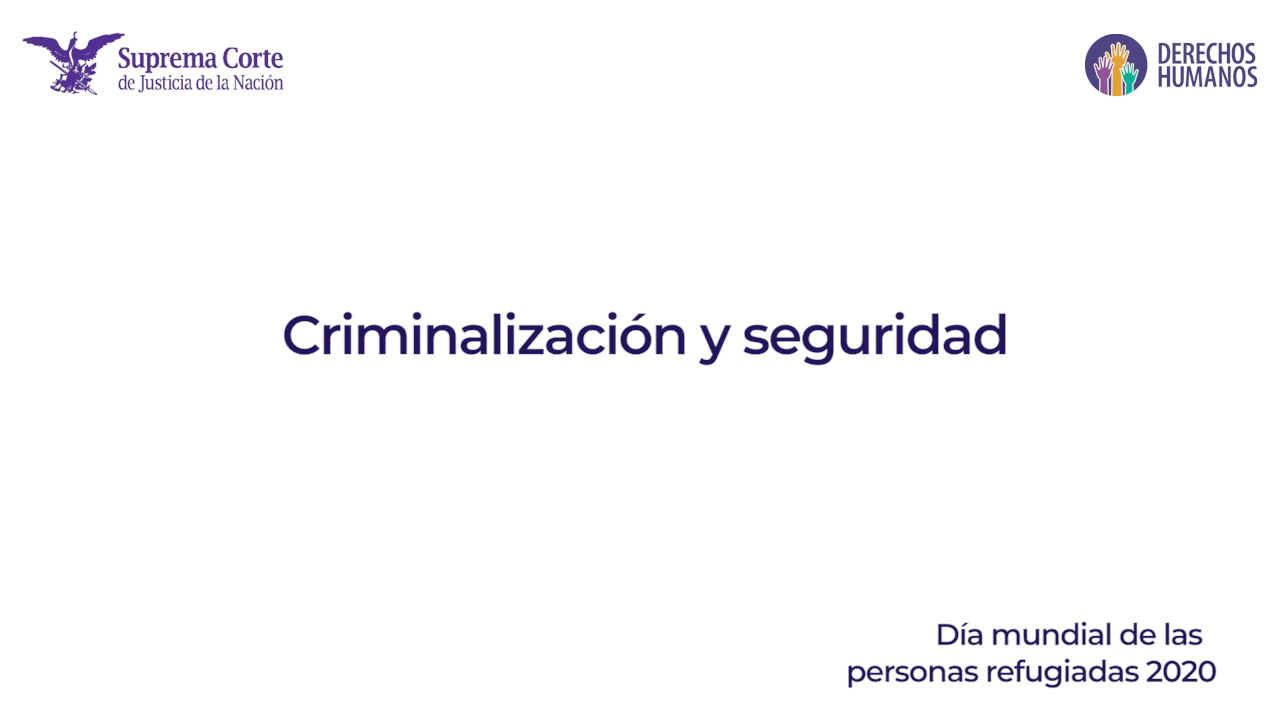 Suprema Corte
de Justicia de la Nación
DERECHOS
HUMANOS
Criminalización y seguridad
Día mundial de las
personas refugiadas 2020